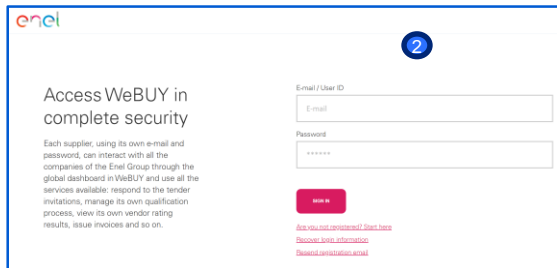 enel
2
Access WeBUY in
complete security
Each supplier, using its own e-mail and
password, can interact with all the
companies of the Enel Group through the
global dashboard in WeBUY and use all the
services available: respond to the tender
invitations, manage its own qualification
process, view its own vendor rating
results, issue invoices and so on.
E-mail / User ID
E-mail
Password
••••••
SIGN IN
Are you not registered? Start here
Recover login information
Resend registration email